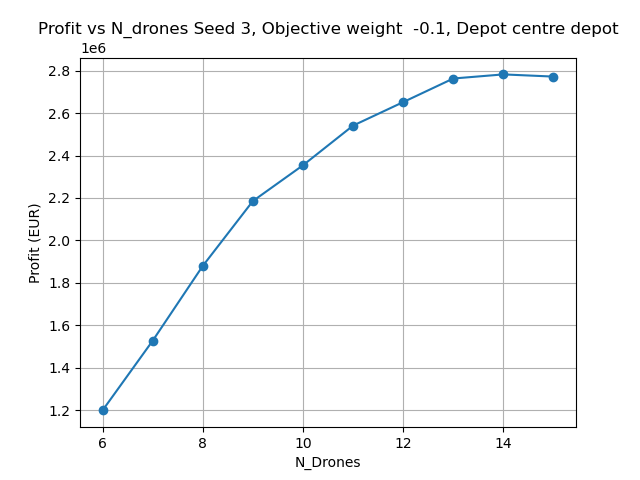 Profit vs N_drones Seed 3, Objective weight  -0.1, Depot centre depot
1e6
2.8
2.6
2.4
2.2
2.0
1.8
1.6
1.4
1.2
Profit (EUR)
6 8 10 12 14
N_Drones